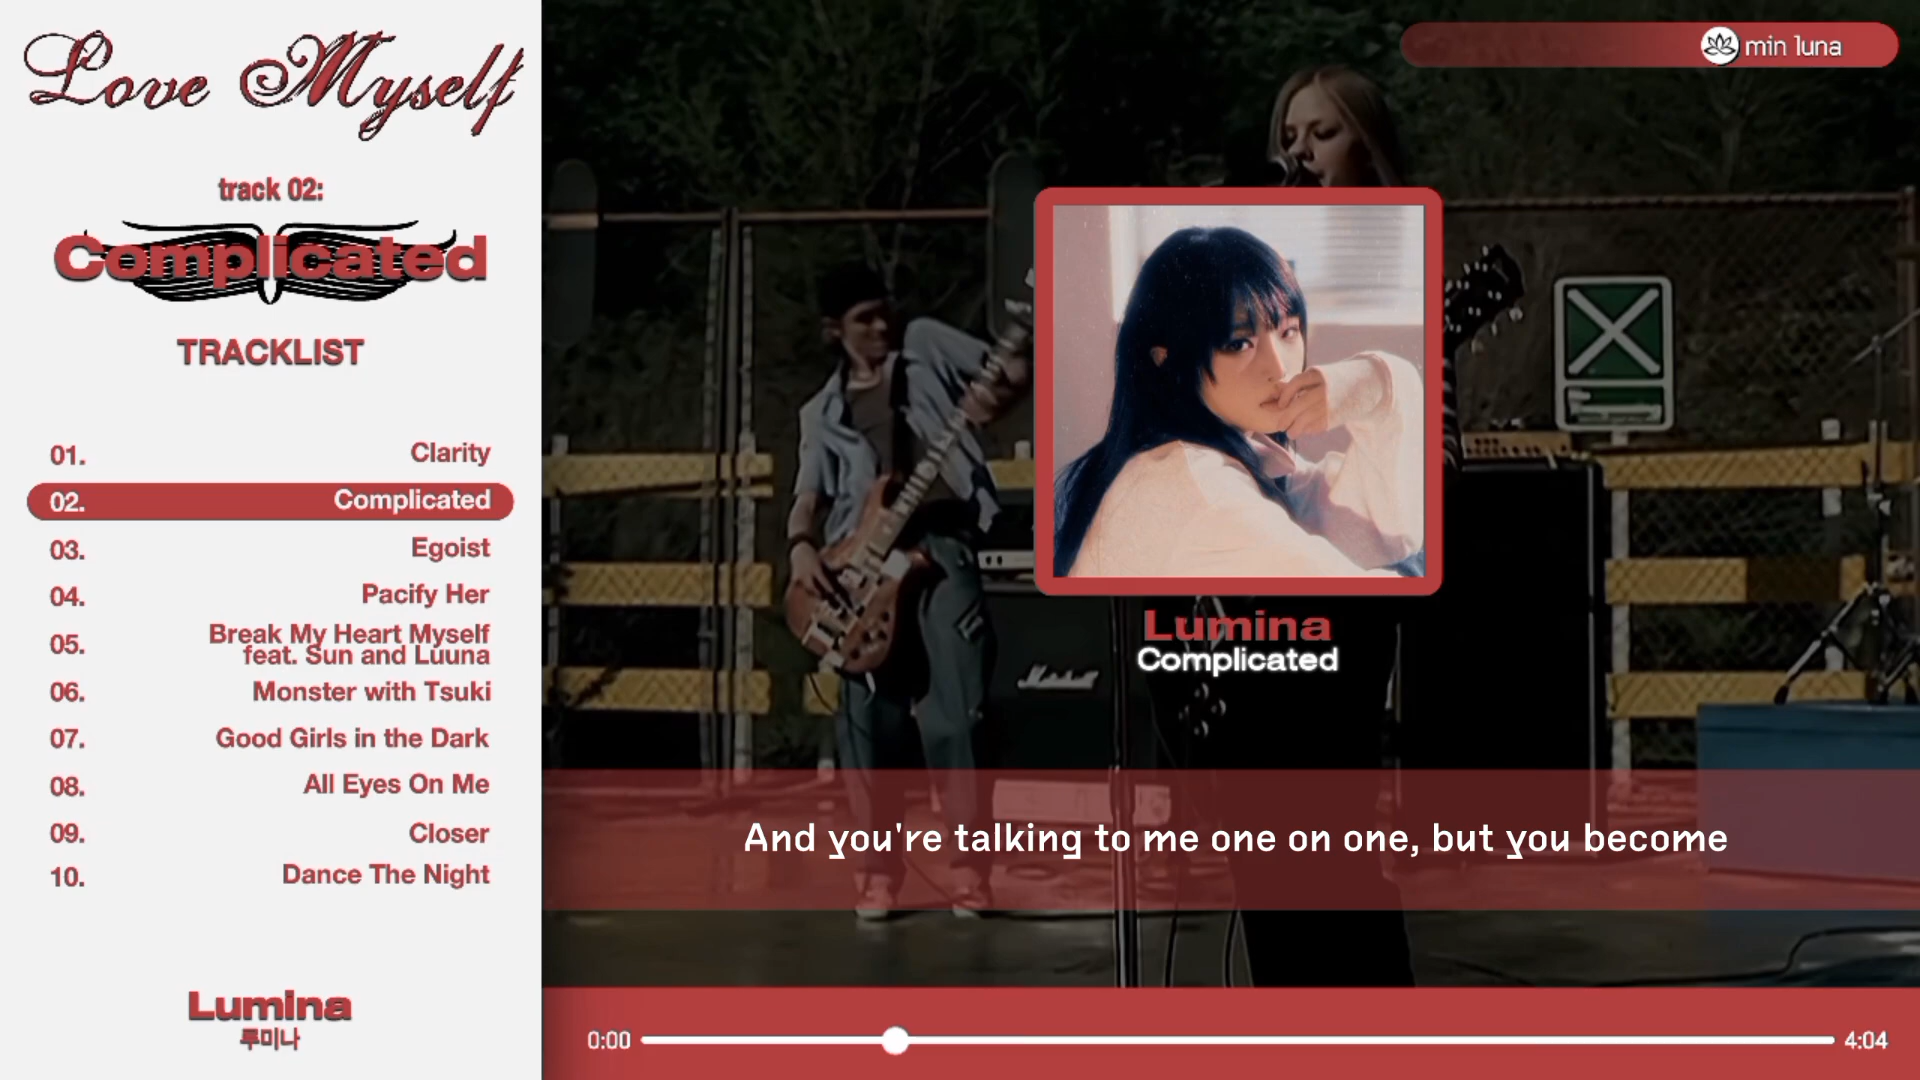 Love Myself
track 02:
Complicated
TRACKLIST
01. Clarity
02. Complicated
03. Egoist
04. Pacify Her
05. Break My Heart Myself
feat. Sun and Luuna
06. Monster with Tsuki
07. Good Girls in the Dark
08. All Eyes On Me
09. Closer
10. Dance The Night
Lumina
루미나
min luna
Marshall
Lumina
Complicated
And you're talking to me one on one, but you become
0:00
4:04